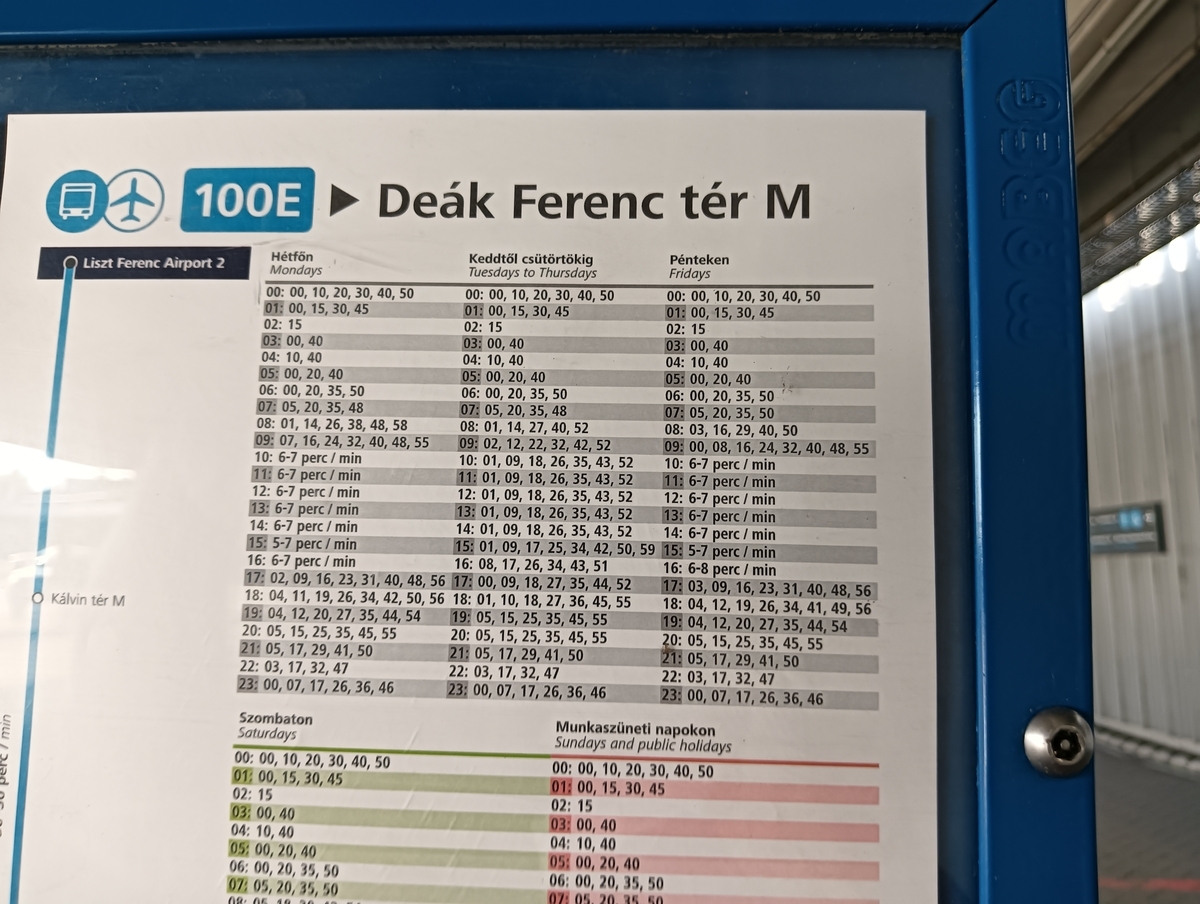 100E ▶ Deák Ferenc tér M
Liszt Ferenc Airport 2
Kálvin tér M
perc / min
Hétfőn
Mondays
00: 00, 10, 20, 30, 40, 50
01: 00, 15, 30, 45
02: 15
03: 00, 40
04: 10, 40
05: 00, 20, 40
06: 00, 20, 35, 50
07: 05, 20, 35, 48
08: 01, 14, 26, 38, 48, 58
09: 07, 16, 24, 32, 40, 48, 55
10: 6-7 perc / min
11: 6-7 perc / min
12: 6-7 perc / min
13: 6-7 perc / min
14: 6-7 perc / min
15: 5-7 perc / min
16: 6-7 perc / min
17: 02, 09, 16, 23, 31, 40, 48, 56
18: 04, 11, 19, 26, 34, 42, 50, 56
19: 04, 12, 20, 27, 35, 44, 54
20: 05, 15, 25, 35, 45, 55
21: 05, 17, 29, 41, 50
22: 03, 17, 32, 47
23: 00, 07, 17, 26, 36, 46
Keddtől csütörtökig
Tuesdays to Thursdays
00: 00, 10, 20, 30, 40, 50
01: 00, 15, 30, 45
02: 15
03: 00, 40
04: 10, 40
05: 00, 20, 40
06: 00, 20, 35, 50
07: 05, 20, 35, 48
08: 01, 14, 27, 40, 52
09: 02, 12, 22, 32, 42, 52
10: 01, 09, 18, 26, 35, 43, 52
11: 01, 09, 18, 26, 35, 43, 52
12: 01, 09, 18, 26, 35, 43, 52
13: 01, 09, 18, 26, 35, 43, 52
14: 01, 09, 18, 26, 35, 43, 52
15: 01, 09, 17, 25, 34, 42, 50, 59
16: 08, 17, 26, 34, 43, 51
17: 00, 09, 18, 27, 35, 44, 52
18: 01, 10, 18, 27, 36, 45, 55
19: 05, 15, 25, 35, 45, 55
20: 05, 15, 25, 35, 45, 55
21: 05, 17, 29, 41, 50
22: 03, 17, 32, 47
23: 00, 07, 17, 26, 36, 46
Pénteken
Fridays
00: 00, 10, 20, 30, 40, 50
01: 00, 15, 30, 45
02: 15
03: 00, 40
04: 10, 40
05: 00, 20, 40
06: 00, 20, 35, 50
07: 05, 20, 35, 50
08: 03, 16, 29, 40, 50
09: 00, 08, 16, 24, 32, 40, 48, 55
10: 6-7 perc / min
11: 6-7 perc / min
12: 6-7 perc / min
13: 6-7 perc / min
14: 6-7 perc / min
15: 5-7 perc / min
16: 6-8 perc / min
17: 03, 09, 16, 23, 31, 40, 48, 56
18: 04, 12, 19, 26, 34, 41, 49, 56
19: 04, 12, 20, 27, 35, 44, 54
20: 05, 15, 25, 35, 45, 55
21: 05, 17, 29, 41, 50
22: 03, 17, 32, 47
23: 00, 07, 17, 26, 36, 46
Szombaton
Saturdays
00: 00, 10, 20, 30, 40, 50
01: 00, 15, 30, 45
02: 15
03: 00, 40
04: 10, 40
05: 00, 20, 40
06: 00, 20, 35, 50
07: 05, 20, 35, 50
Munkaszüneti napokon
Sundays and public holidays
00: 00, 10, 20, 30, 40, 50
01: 00, 15, 30, 45
02: 15
03: 00, 40
04: 10, 40
05: 00, 20, 40
06: 00, 20, 35, 50
07: 05, 20, 35, 50
mabeg